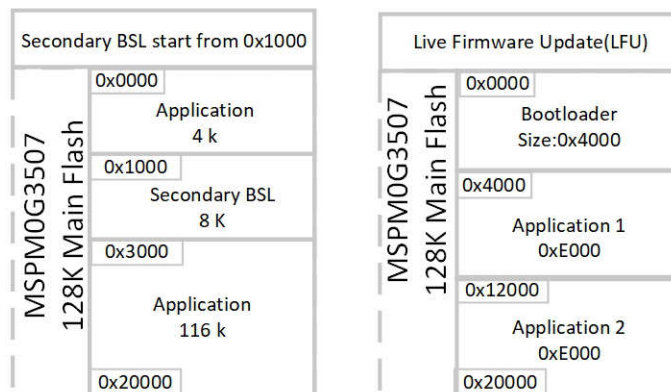 Secondary BSL start from 0x1000
MSPM0G3507
128K Main Flash
0x0000
Application
4 k
0x1000
Secondary BSL
8 K
0x3000
Application
116 k
0x20000
Live Firmware Update(LFU)
MSPM0G3507
128K Main Flash
0x0000
Bootloader
Size:0x4000
0x4000
Application 1
0xE000
0x12000
Application 2
0xE000
0x20000